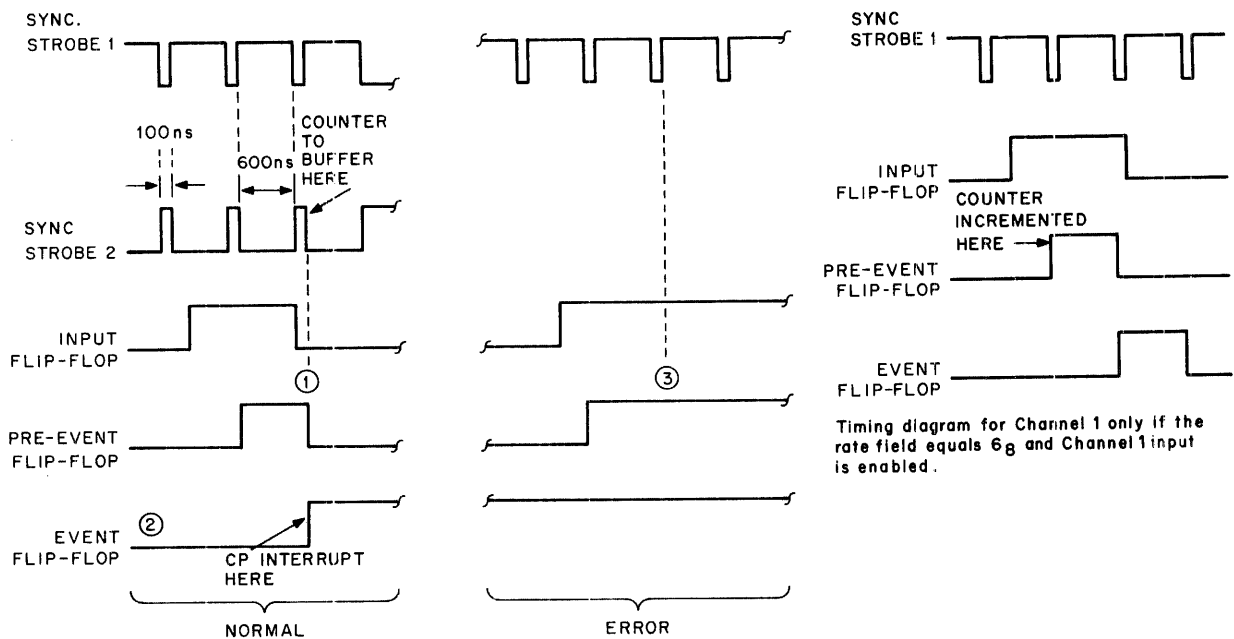 SYNC.
STROBE 1
100ns
600ns
COUNTER
TO
BUFFER
HERE
SYNC
STROBE 2
INPUT
FLIP-FLOP
①
PRE-EVENT
FLIP-FLOP
②
EVENT
FLIP-FLOP
CP INTERRUPT
HERE
NORMAL
③
ERROR
SYNC
STROBE 1
INPUT
FLIP-FLOP
COUNTER
INCREMENTED
HERE
PRE-EVENT
FLIP-FLOP
EVENT
FLIP-FLOP
Timing diagram for Channel 1 only if the
rate field equals 6₈ and Channel 1 input
is enabled.